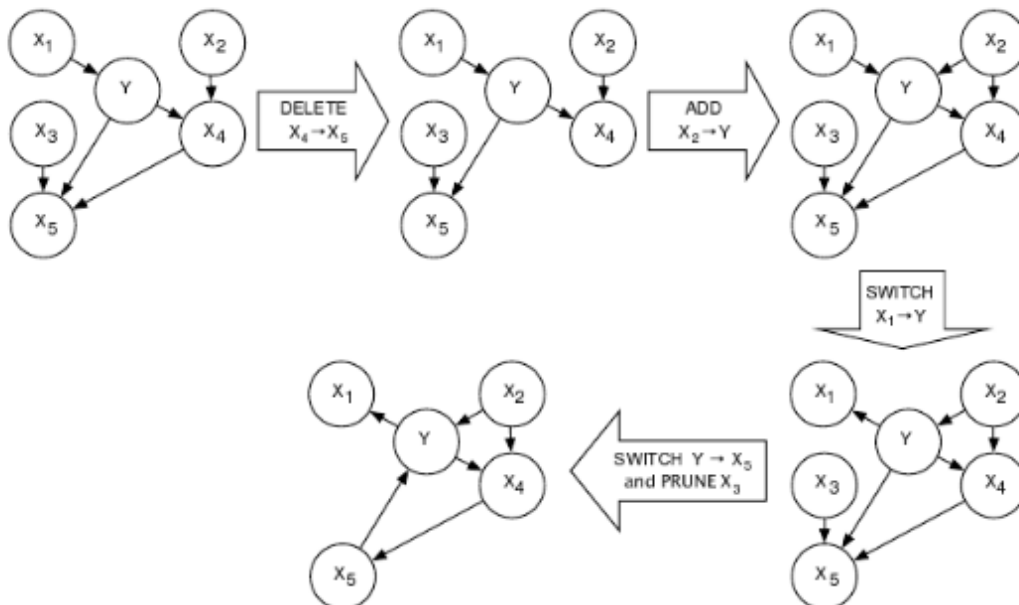 X1
X2
Y
X3
X4
X5
DELETE
X4→X5
X1
X2
Y
X3
X4
X5
ADD
X2→Y
X1
X2
Y
X3
X4
X5
SWITCH
X1→Y
X1
X2
Y
X3
X4
X5
SWITCH Y → X5
and PRUNE X3
X1
X2
Y
X4
X5